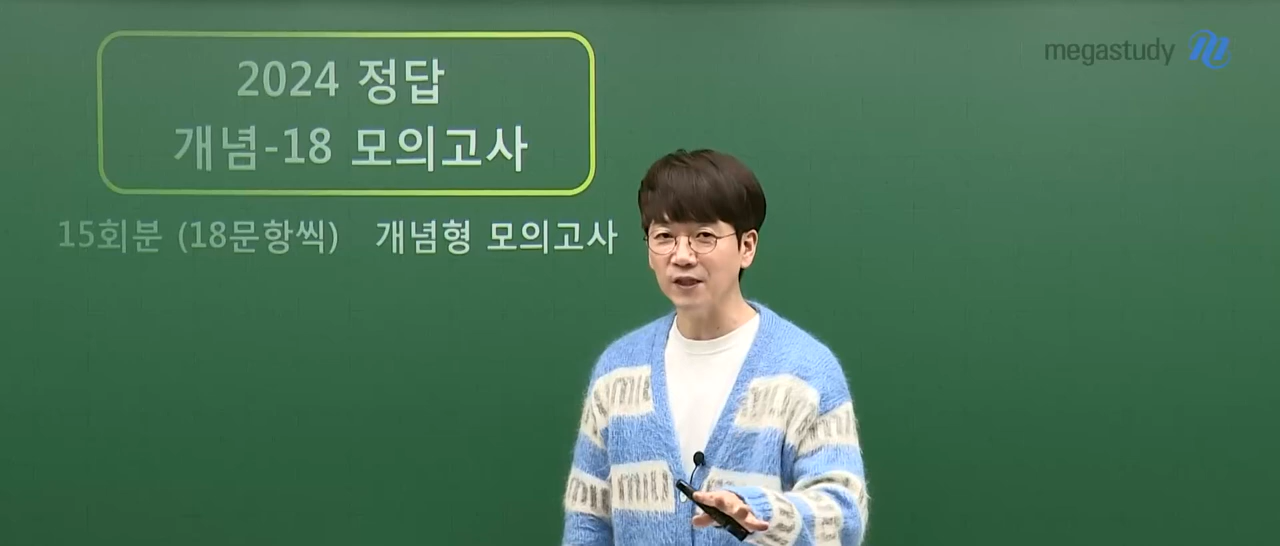 megastudy
2024 정답
개념-18 모의고사
15회분 (18문항씩) 개념형 모의고사